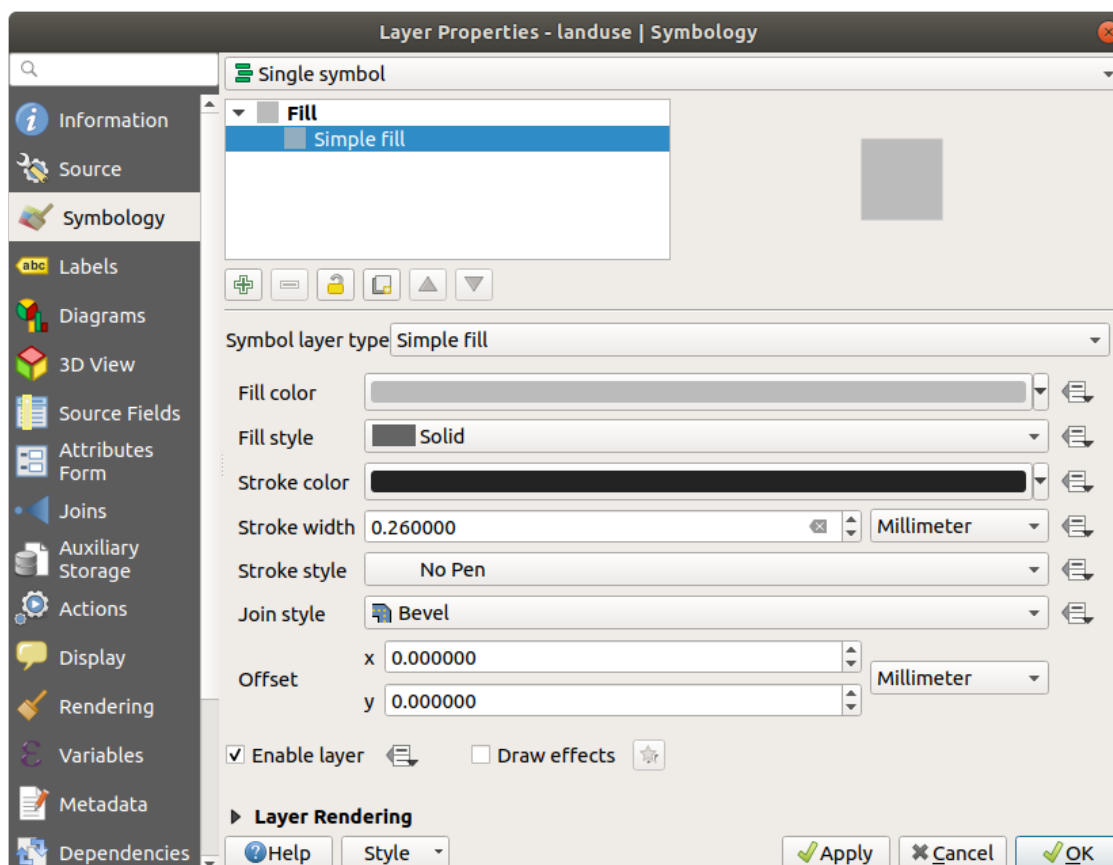 Layer Properties - landuse | Symbology
Single symbol
Fill
Simple fill
Information
Source
Symbology
abc Labels
Diagrams
3D View
Source Fields
Attributes
Form
Joins
Auxiliary
Storage
Actions
Display
Rendering
Variables
Metadata
Dependencies
Symbol layer type Simple fill
Fill color
Fill style Solid
Stroke color
Stroke width 0.260000 Millimeter
Stroke style No Pen
Join style Bevel
Offset
x 0.000000
Millimeter
y 0.000000
Enable layer Draw effects
Layer Rendering
Help Style Apply Cancel OK